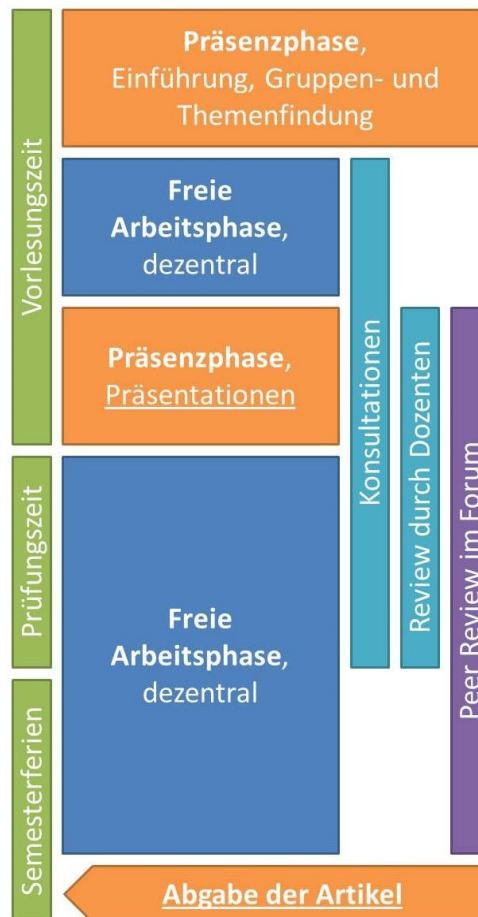 Präsenzphase,
Einführung, Gruppen- und
Themenfindung
Vorlesungszeit
Freie
Arbeitsphase,
dezentral
Präsenzphase,
Präsentationen
Konsultationen
Review durch Dozenten
Peer Review im Forum
Prüfungszeit
Freie
Arbeitsphase,
dezentral
Semesterferien
Abgabe der Artikel